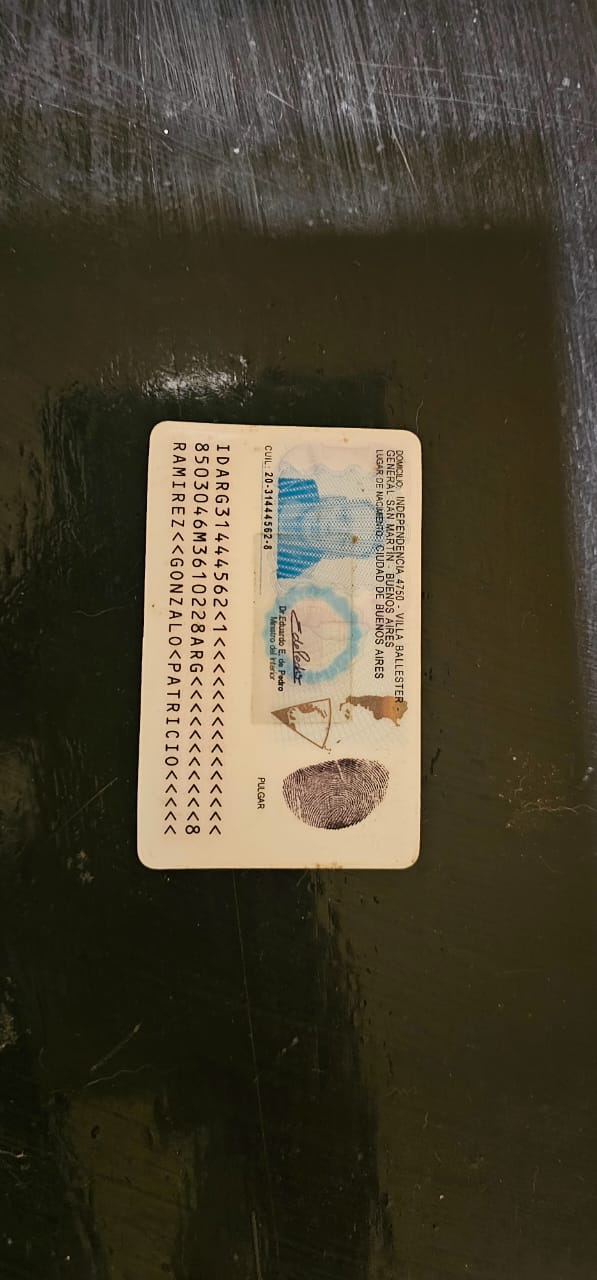 DOMICILIO: INDEPENDENCIA 4750 - VILLA BALLESTER -
GENERAL SAN MARTIN - BUENOS AIRES
LUGAR DE NACIMIENTO: CIUDAD DE BUENOS AIRES
Dr. Eduardo E. de Pedro
Ministro del Interior
CUIL: 20-31444562-8
PULGAR
IDARG31444562<1<<<<<<<<<<<<<<<
8503046M3610228ARG<<<<<<<<<<<8
RAMIREZ<<GONZALO<PATRICIO<<<<<